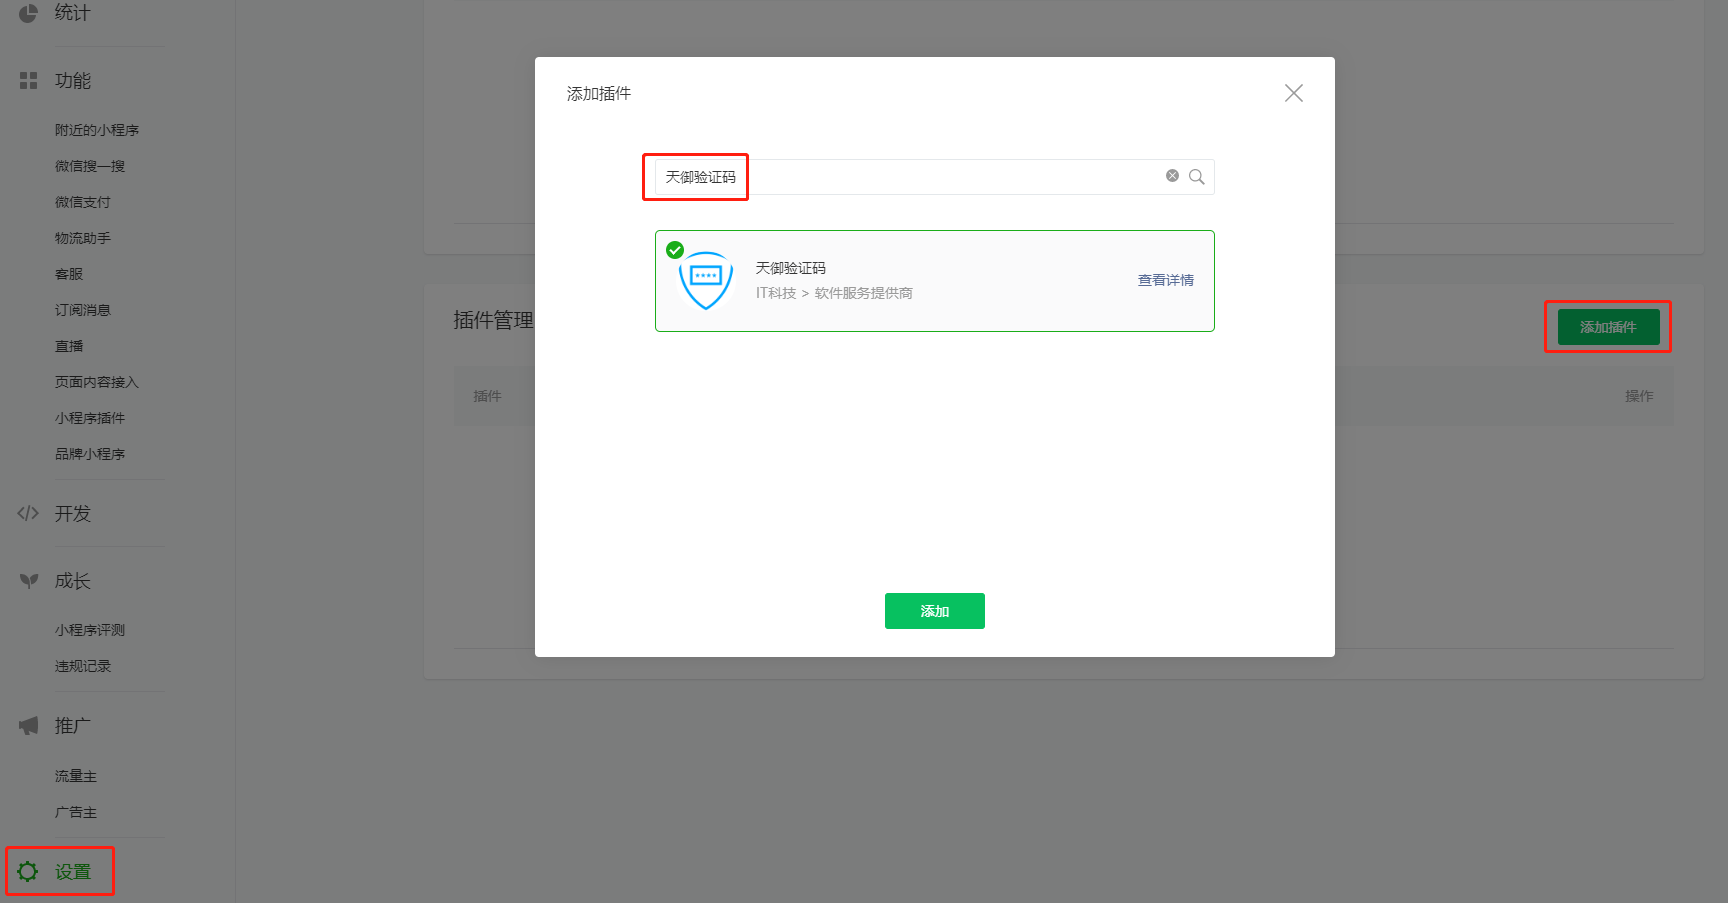 统计
功能
附近的小程序
微信搜一搜
微信支付
物流助手
客服
订阅消息
直播
页面内容接入
小程序插件
品牌小程序
开发
成长
小程序评测
违规记录
推广
流量主
广告主
设置
添加插件
天御验证码
天御验证码
IT科技 > 软件服务提供商
查看详情
添加
插件管理
添加插件
插件
操作